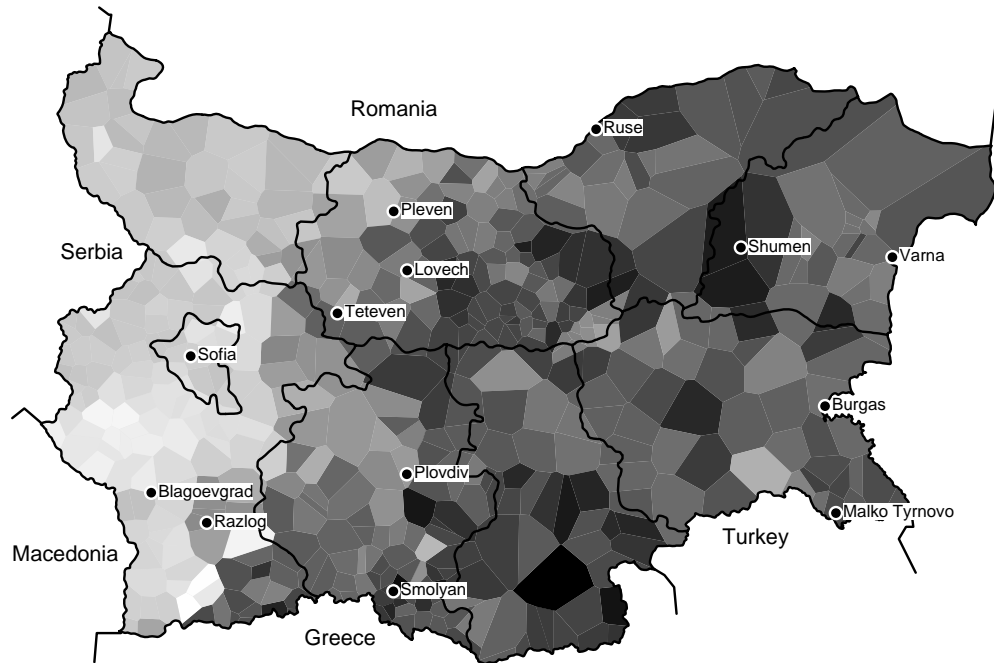 Romania
Ruse
Pleven
Serbia
Shumen
Varna
Lovech
Teteven
Sofia
Burgas
Plovdiv
Blagoevgrad
Malko Tyrnovo
Razlog
Turkey
Macedonia
Smolyan
Greece